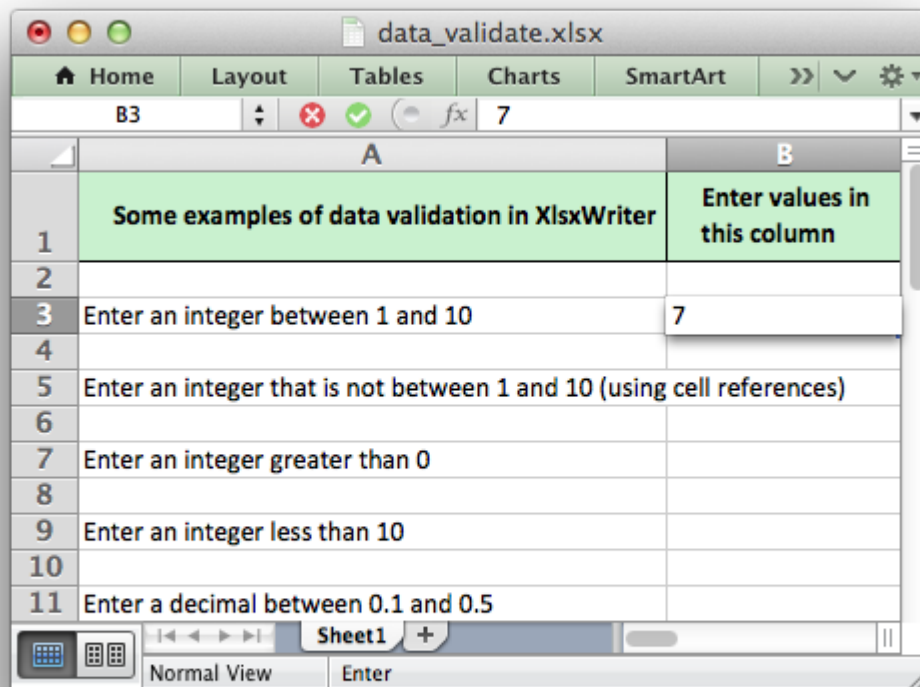 data_validate.xlsx
Home Layout Tables Charts SmartArt
B3 fx 7
A B
1 Some examples of data validation in XlsxWriter Enter values in
this column
2
3 Enter an integer between 1 and 10 7
4
5 Enter an integer that is not between 1 and 10 (using cell references)
6
7 Enter an integer greater than 0
8
9 Enter an integer less than 10
10
11 Enter a decimal between 0.1 and 0.5
Sheet1
Normal View Enter